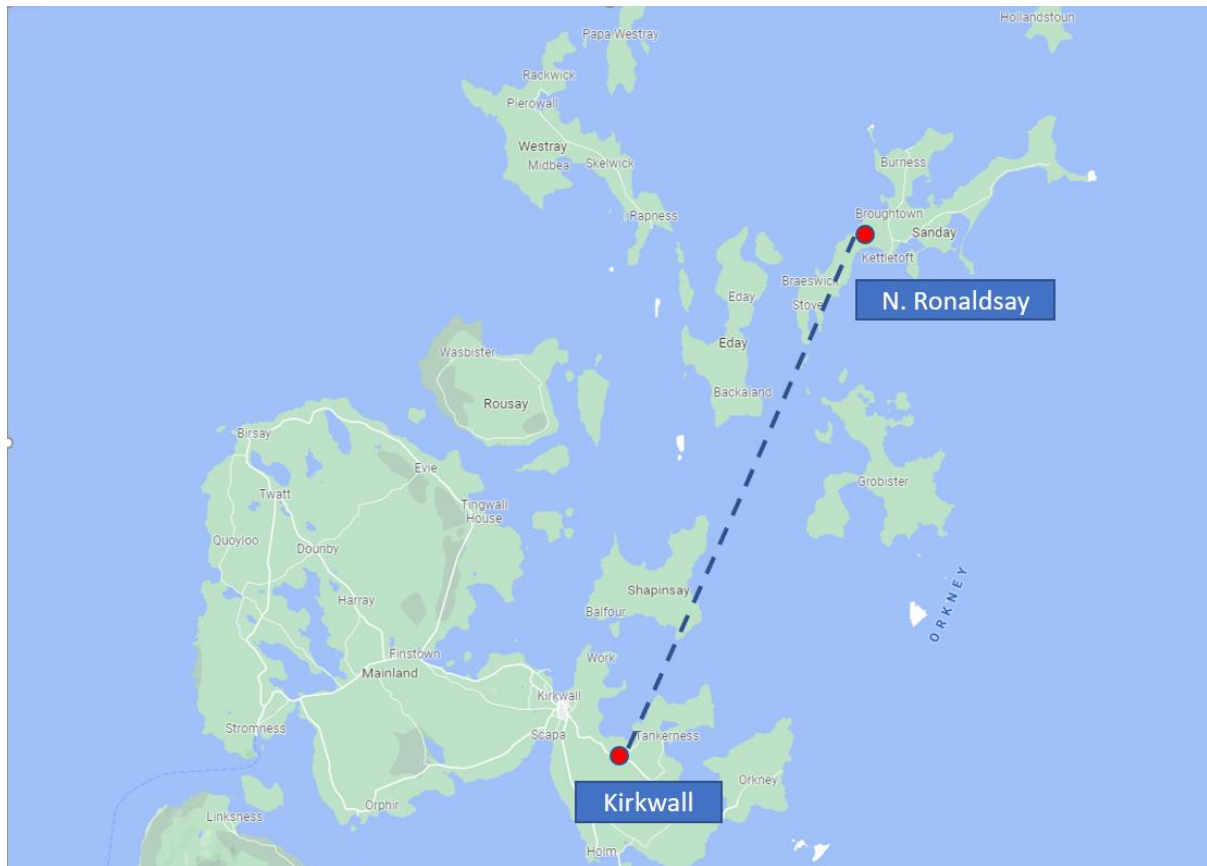 Hollandstoun
Papa Westray
Rackwick
Pierowall
Westray
Midbea
Skelwick
Burness
Rapness
Broughtown
Sanday
Kettletoft
Braeswick
Stove
N. Ronaldsay
Eday
Eday
Backaland
Wasbister
Rousay
Birsay
Evie
Twatt
Tingwall
House
Grobister
Quoyloo
Dounby
Harray
Shapinsay
Balfour
ORKNEY
Finstown
Mainland
Work
Kirkwall
Stromness
Scapa
Tankerness
Orkney
Kirkwall
Orphir
Linksness
Holm